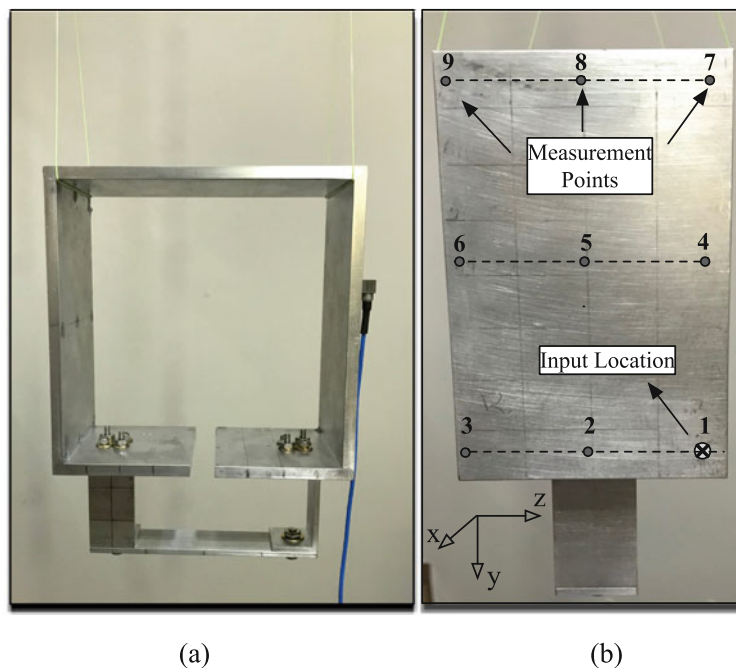 9 8 7
Measurement
Points
6 5 4
Input Location
3 2 1
x z
y
(a) (b)